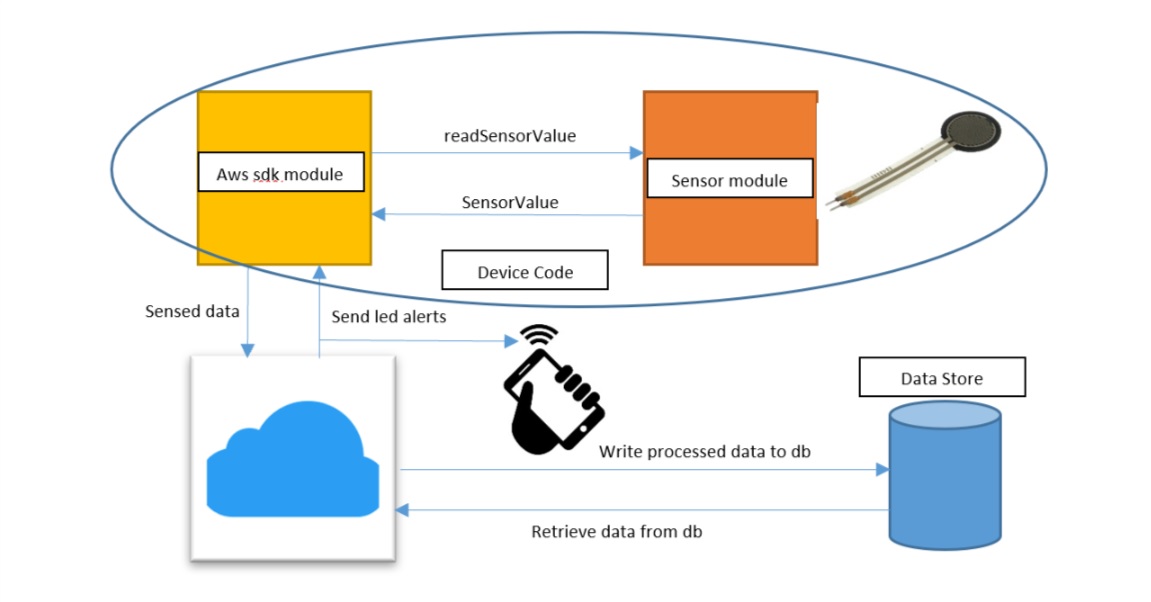 readSensorValue
Aws sdk module
Sensor module
SensorValue
Device Code
Sensed data
Send led alerts
Data Store
Write processed data to db
Retrieve data from db